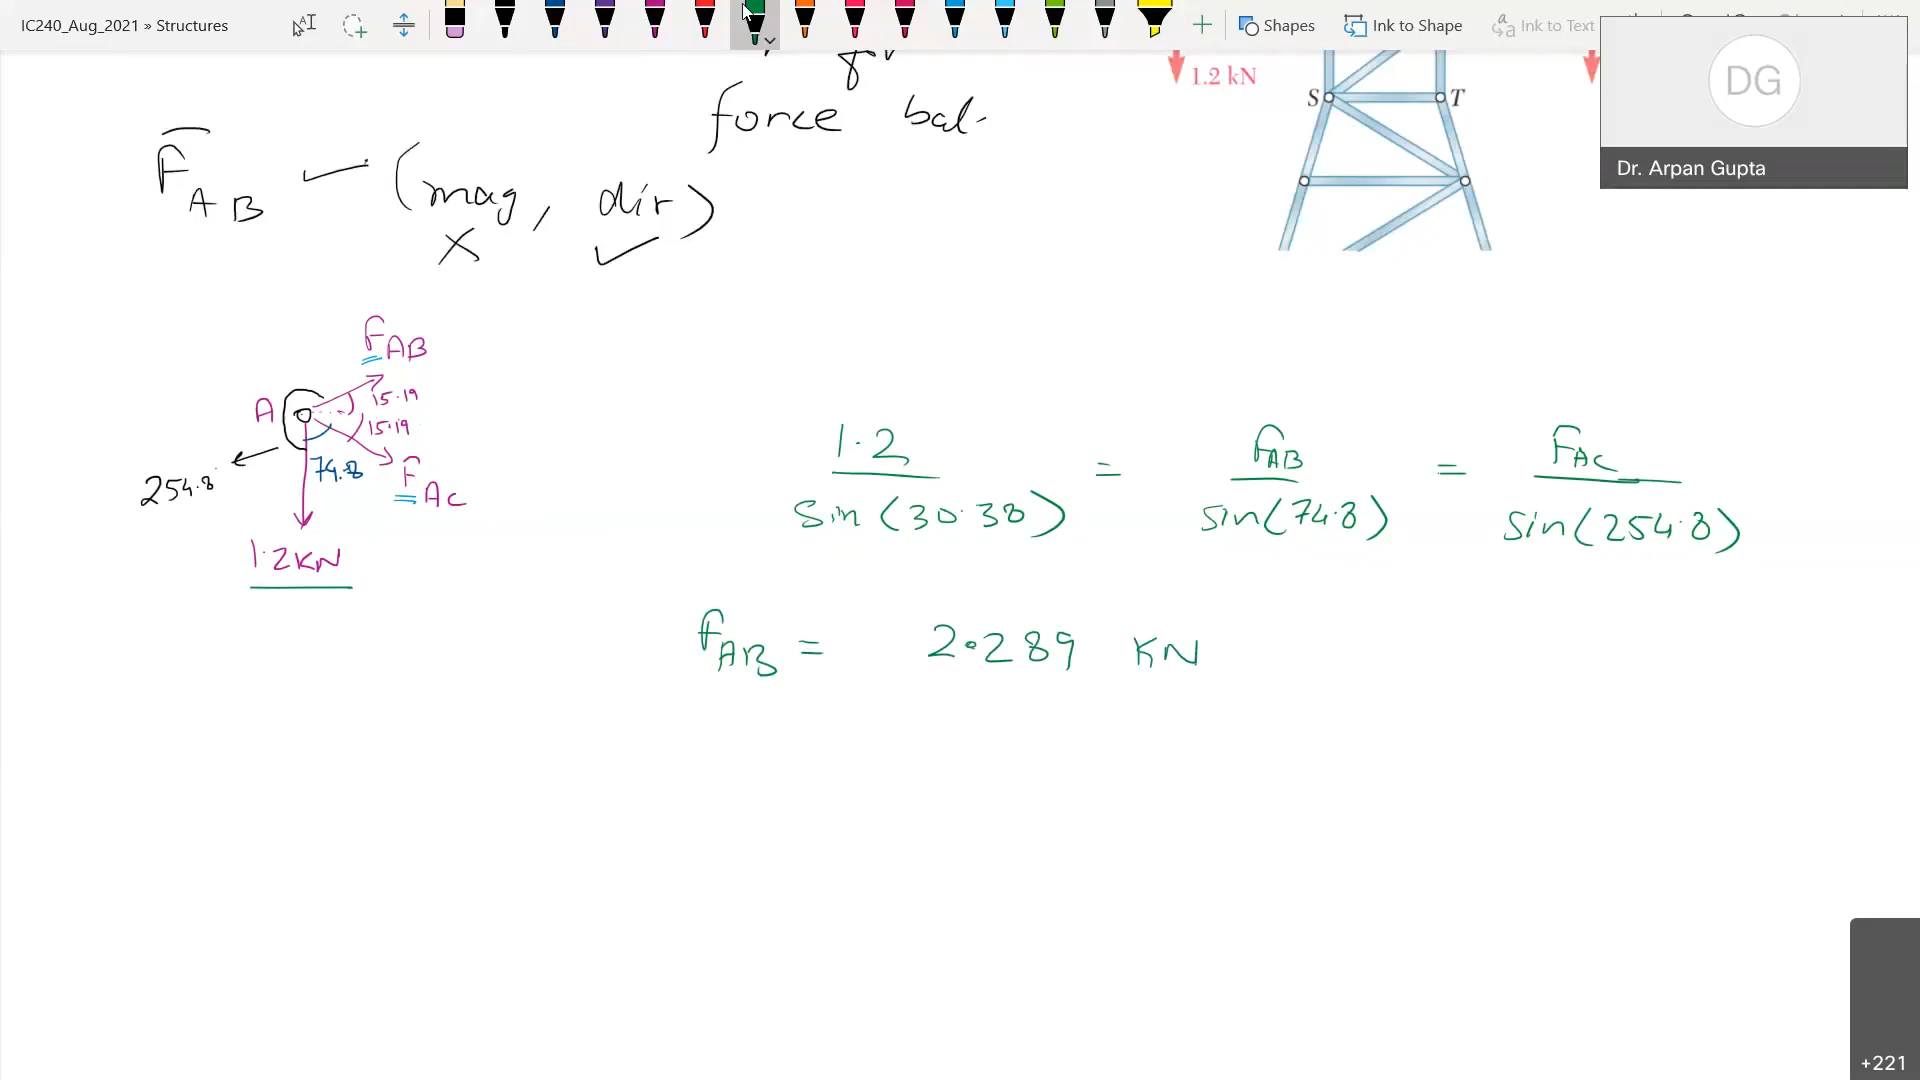 IC240_Aug_2021 » Structures
Shapes
Ink to Shape
Ink to Text
DG
Dr. Arpan Gupta
+221
force bal.
1.2 kN
S
T
F AB (mag, dir)
F AB
A
15.19
15.19
254.8
74.8
F AC
1.2KN
1.2 / sin(30.38) = FAB / sin(74.8) = FAC / sin(254.8)
FAB = 2.289 KN